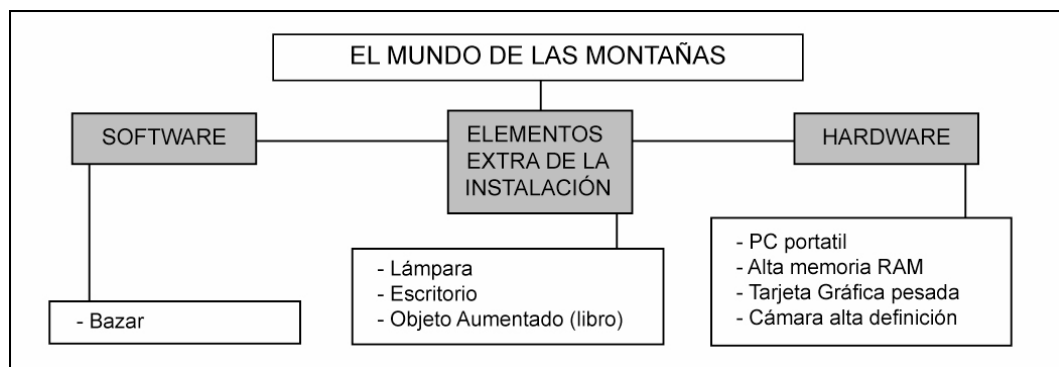 EL MUNDO DE LAS MONTAÑAS
SOFTWARE
ELEMENTOS
EXTRA DE LA
INSTALACIÓN
HARDWARE
- Bazar
- Lámpara
- Escritorio
- Objeto Aumentado (libro)
- PC portatil
- Alta memoria RAM
- Tarjeta Gráfica pesada
- Cámara alta definición